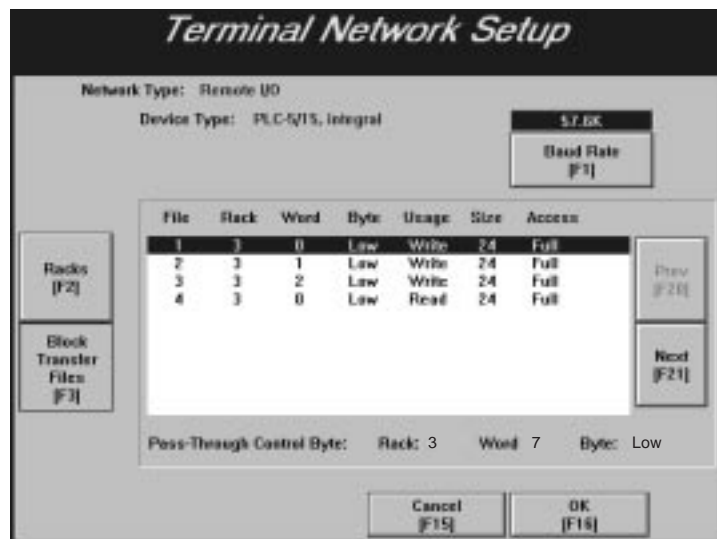 Terminal Network Setup
Network Type: Remote I/O
Device Type: PLC-5/15, integral
57.6K
Baud Rate
[F1]
File Rack Word Byte Usage Size Access
1 3 0 Low Write 24 Full
2 3 1 Low Write 24 Full
3 3 2 Low Write 24 Full
4 3 0 Low Read 24 Full
Racks
[F2]
Prev
[F20]
Block
Transfer
Files
[F3]
Next
[F21]
Pass-Through Control Byte: Rack: 3 Word 7 Byte: Low
Cancel
[F15]
OK
[F16]